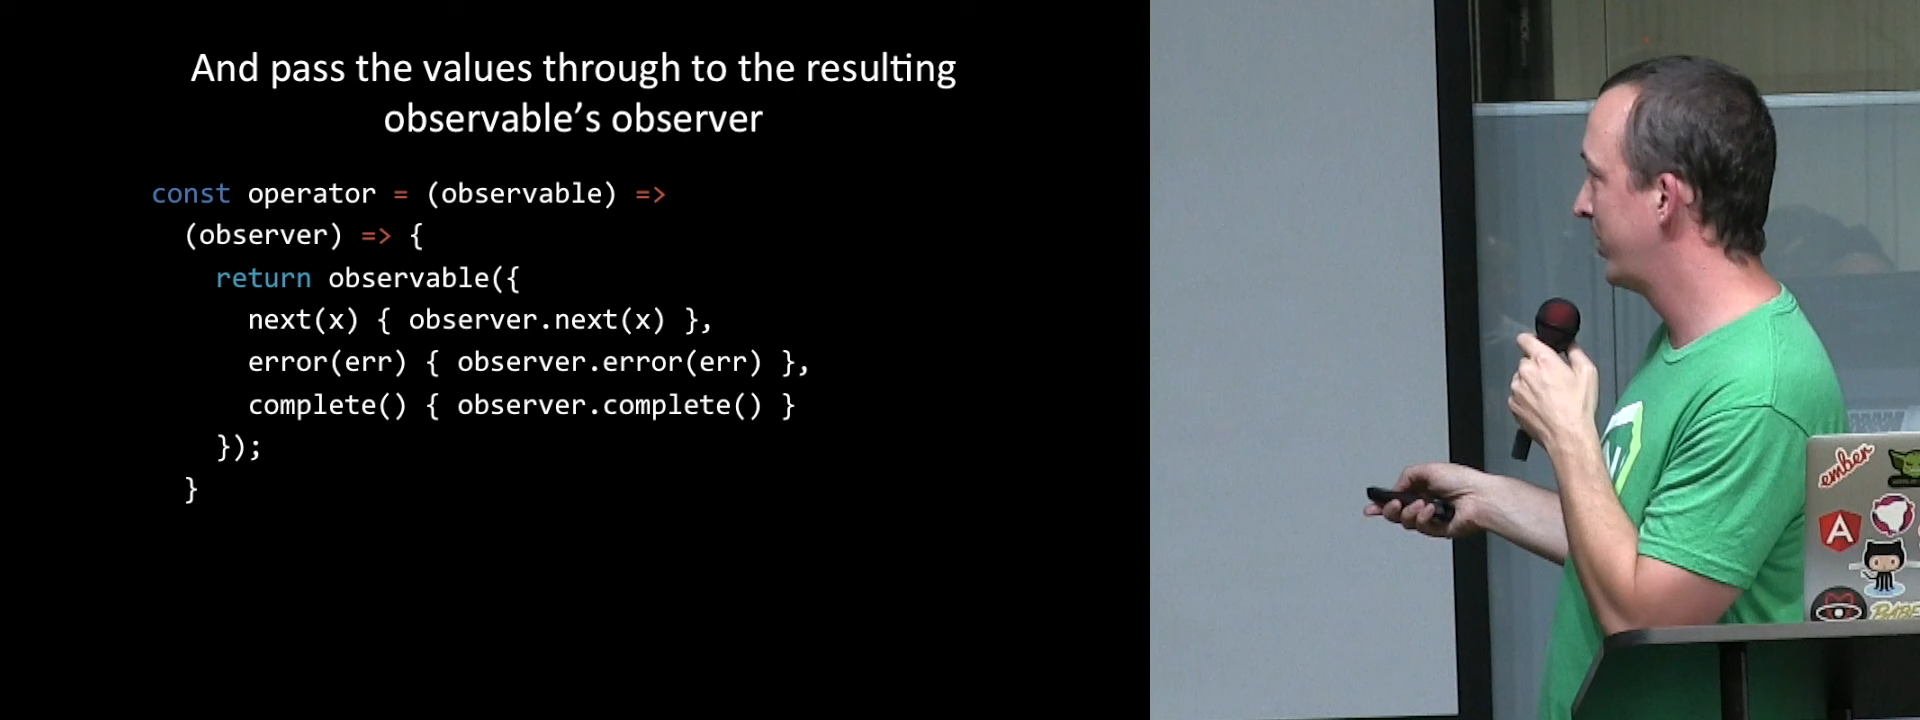 And pass the values through to the resulting
observable’s observer
const operator = (observable) =>
(observer) => {
return observable({
next(x) { observer.next(x) },
error(err) { observer.error(err) },
complete() { observer.complete() }
});
}
ember
A